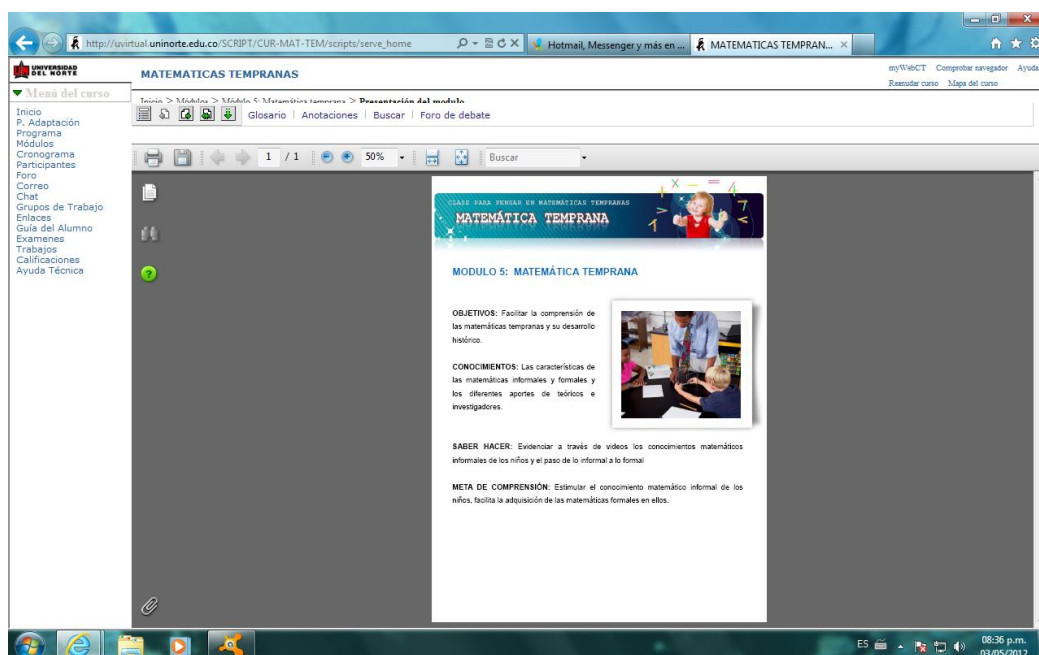 http://uvirtual.uninorte.edu.co/SCRIPT/CUR-MAT-TEM/scripts/serve_home
Hotmail, Messenger y más en ...
MATEMATICAS TEMPRAN...
UNIVERSIDAD
DEL NORTE
MATEMATICAS TEMPRANAS
myWebCT Comprobar navegador Ayuda
Reanudar curso Mapa del curso
Menú del curso
Inicio > Módulos > Módulo 5: Matemática temprana > Presentación del modulo
Glosario | Anotaciones | Buscar | Foro de debate
Inicio
P. Adaptación
Programa
Módulos
Cronograma
Participantes
Foro
Correo
Chat
Grupos de Trabajo
Enlaces
Guía del Alumno
Examenes
Trabajos
Calificaciones
Ayuda Técnica
1 / 1 50% Buscar
CLASE PARA PENSAR EN MATEMÁTICAS TEMPRANAS
MATEMÁTICA TEMPRANA
MODULO 5: MATEMÁTICA TEMPRANA
OBJETIVOS: Facilitar la comprensión de
las matemáticas tempranas y su desarrollo
histórico.
CONOCIMIENTOS: Las características de
las matemáticas informales y formales y
los diferentes aportes de teóricos e
investigadores.
SABER HACER: Evidenciar a través de videos los conocimientos matemáticos
informales de los niños y el paso de lo informal a lo formal
META DE COMPRENSIÓN: Estimular el conocimiento matemático informal de los
niños, facilita la adquisición de las matemáticas formales en ellos.
ES
08:36 p.m.
03/05/2012